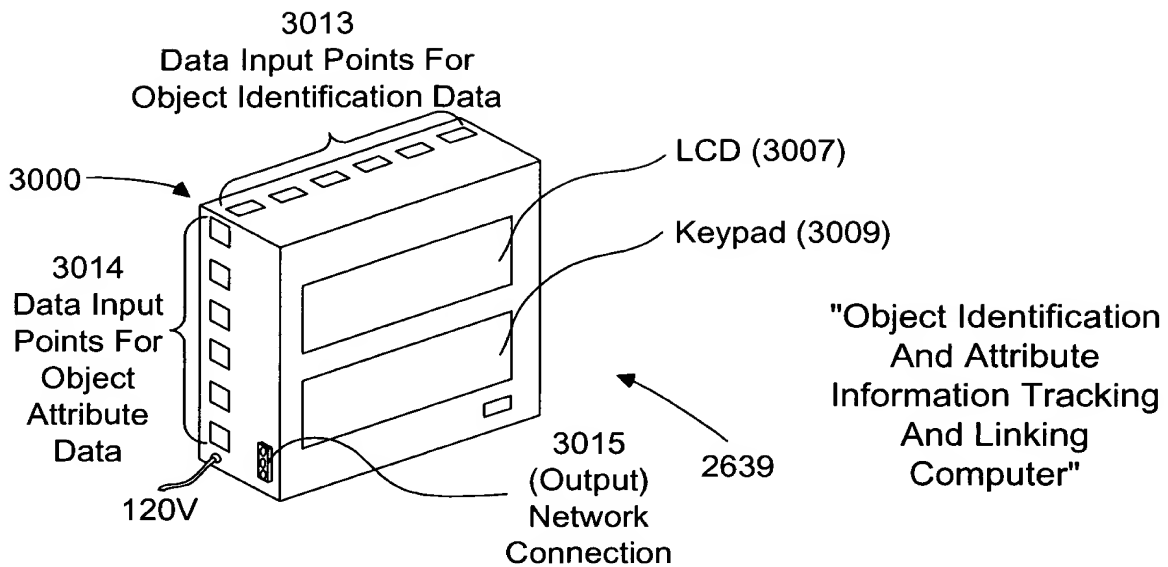 3013
Data Input Points For
Object Identification Data
3000
LCD (3007)
Keypad (3009)
3014
Data Input
Points For
Object
Attribute
Data
"Object Identification
And Attribute
Information Tracking
And Linking
Computer"
3015
(Output)
Network
Connection
2639
120V